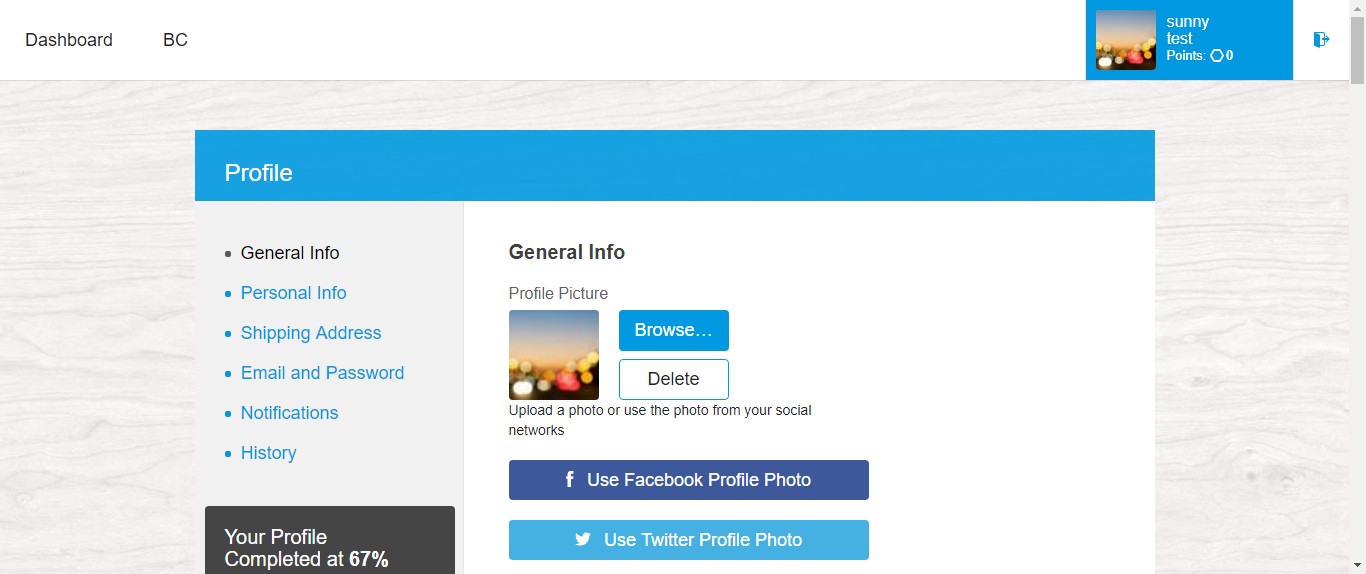 Dashboard
BC
sunny
test
Points: 0
Profile
General Info
Personal Info
Shipping Address
Email and Password
Notifications
History
Your Profile
Completed at 67%
General Info
Profile Picture
Browse...
Delete
Upload a photo or use the photo from your social
networks
Use Facebook Profile Photo
Use Twitter Profile Photo